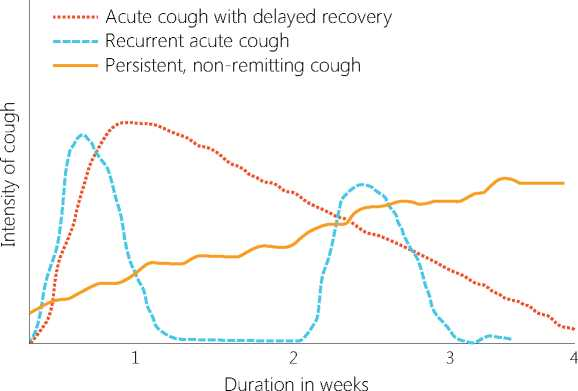 Acute cough with delayed recovery
Recurrent acute cough
Persistent, non-remitting cough
Intensity of cough
1 2 3 4
Duration in weeks